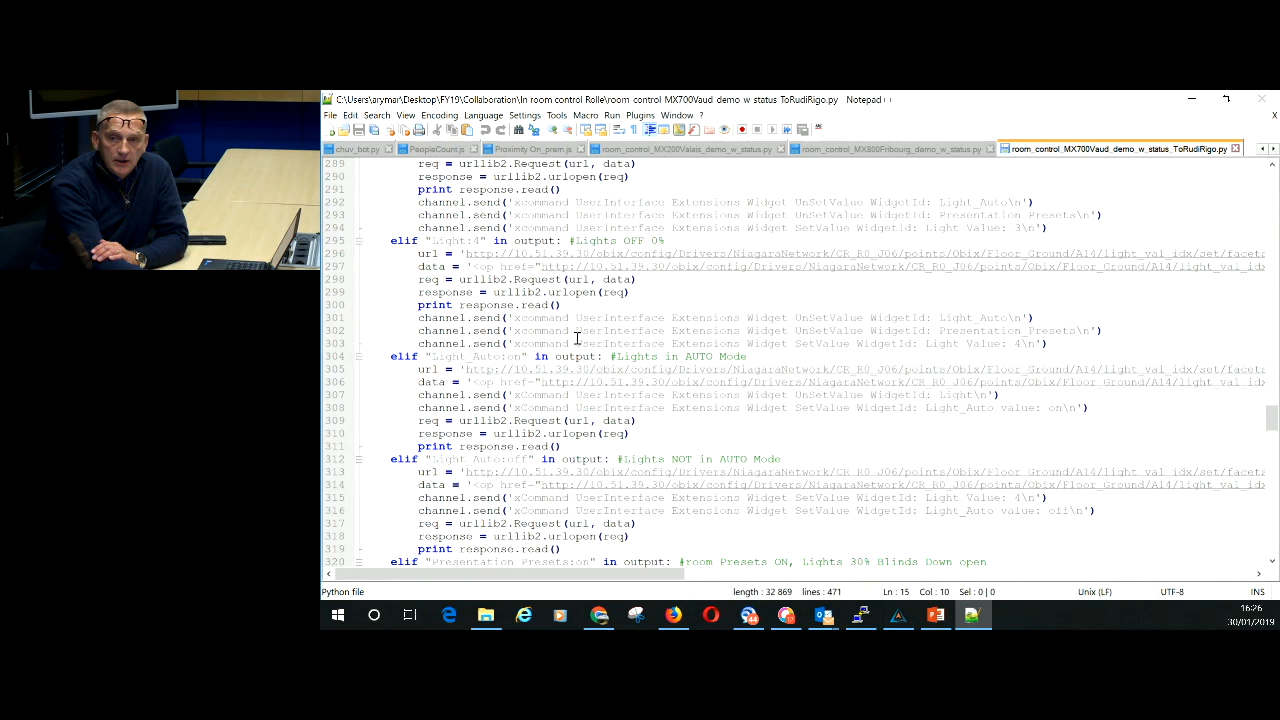 C:\Users\arymar\Desktop\FY19\Collaboration\In room control Rolle\room control MX700Vaud demo w status ToRudiRigo.py - Notepad++
File Edit Search View Encoding Language Settings Tools Macro Run Plugins Window ?
X
chuv_bot.py PeopleCount.js Proximity On_prem.js room_control_MX200Valais_demo_w_status.py room_control_MX800Fribourg_demo_w_status.py room_control_MX700Vaud_demo_w_status_ToRudiRigo.py
289 req = urllib2.Request(url, data)
290 response = urllib2.urlopen(req)
291 print response.read()
292 channel.send('xcommand UserInterface Extensions Widget UnSetValue WidgetId: Light_Auto\n')
293 channel.send('xcommand UserInterface Extensions Widget UnSetValue WidgetId: Presentation Presets\n')
294 channel.send('xcommand UserInterface Extensions Widget SetValue WidgetId: Light Value: 3\n')
295 elif "Light:4" in output: #Lights OFF 0%
296 url = 'http://10.51.39.30/obix/config/Drivers/NiagaraNetwork/CR_R0_J06/points/Obix/Floor_Ground/A14/light_val_idx/set/faceta
297 data = '<op href="http://10.51.39.30/obix/config/Drivers/NiagaraNetwork/CR_R0_J06/points/Obix/Floor_Ground/A14/light_val_idx
298 req = urllib2.Request(url, data)
299 response = urllib2.urlopen(req)
300 print response.read()
301 channel.send('xcommand UserInterface Extensions Widget UnSetValue WidgetId: Light_Auto\n')
302 channel.send('xcommand UserInterface Extensions Widget UnSetValue WidgetId: Presentation_Presets\n')
303 channel.send('xcommand UserInterface Extensions Widget SetValue WidgetId: Light Value: 4\n')
304 elif "Light_Auto:on" in output: #Lights in AUTO Mode
305 url = 'http://10.51.39.30/obix/config/Drivers/NiagaraNetwork/CR_R0_J06/points/Obix/Floor_Ground/A14/light_val_idx/set/faceta
306 data = '<op href="http://10.51.39.30/obix/config/Drivers/NiagaraNetwork/CR_R0_J06/points/Obix/Floor_Ground/A14/light_val_idx
307 channel.send('xCommand UserInterface Extensions Widget UnSetValue WidgetId: Light\n')
308 channel.send('xCommand UserInterface Extensions Widget SetValue WidgetId: Light_Auto value: on\n')
309 req = urllib2.Request(url, data)
310 response = urllib2.urlopen(req)
311 print response.read()
312 elif "Light Auto:off" in output: #Lights NOT in AUTO Mode
313 url = 'http://10.51.39.30/obix/config/Drivers/NiagaraNetwork/CR_R0_J06/points/Obix/Floor_Ground/A14/light_val_idx/set/faceta
314 data = '<op href="http://10.51.39.30/obix/config/Drivers/NiagaraNetwork/CR_R0_J06/points/Obix/Floor_Ground/A14/light_val_idx
315 channel.send('xCommand UserInterface Extensions Widget SetValue WidgetId: Light Value: 4\n')
316 channel.send('xCommand UserInterface Extensions Widget SetValue WidgetId: Light_Auto value: off\n')
317 req = urllib2.Request(url, data)
318 response = urllib2.urlopen(req)
319 print response.read()
320 elif "Presentation Presets:on" in output: #room Presets ON, Lights 30% Blinds Down open
Python file length : 32 869 lines : 471 Ln : 15 Col : 10 Sel : 0 | 0 Unix (LF) UTF-8 INS
44
16:26
30/01/2019